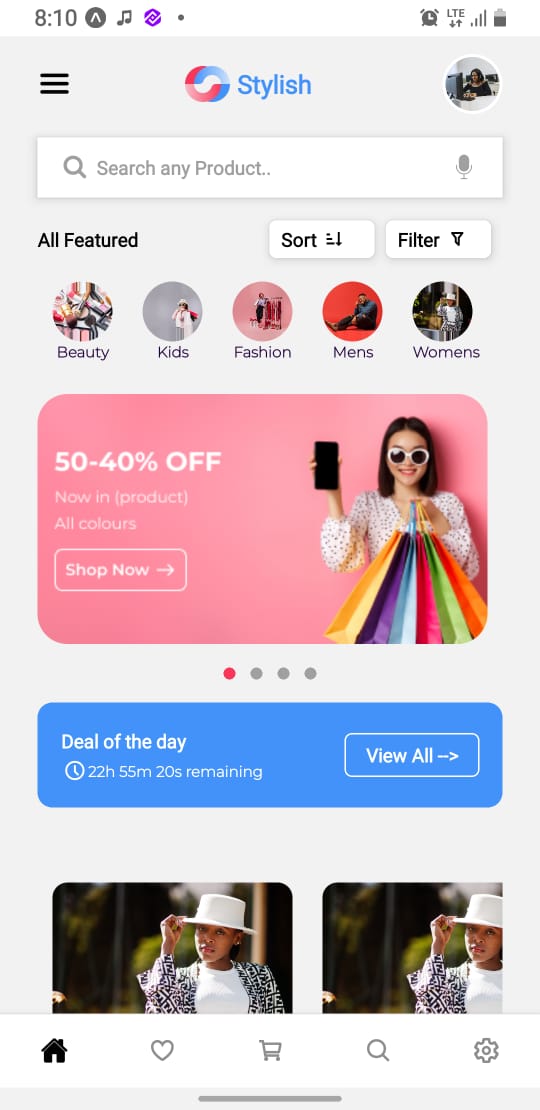 8:10
LTE
Stylish
Search any Product..
All Featured
Sort
Filter
Beauty
Kids
Fashion
Mens
Womens
50-40% OFF
Now in (product)
All colours
Shop Now →
Deal of the day
22h 55m 20s remaining
View All -->